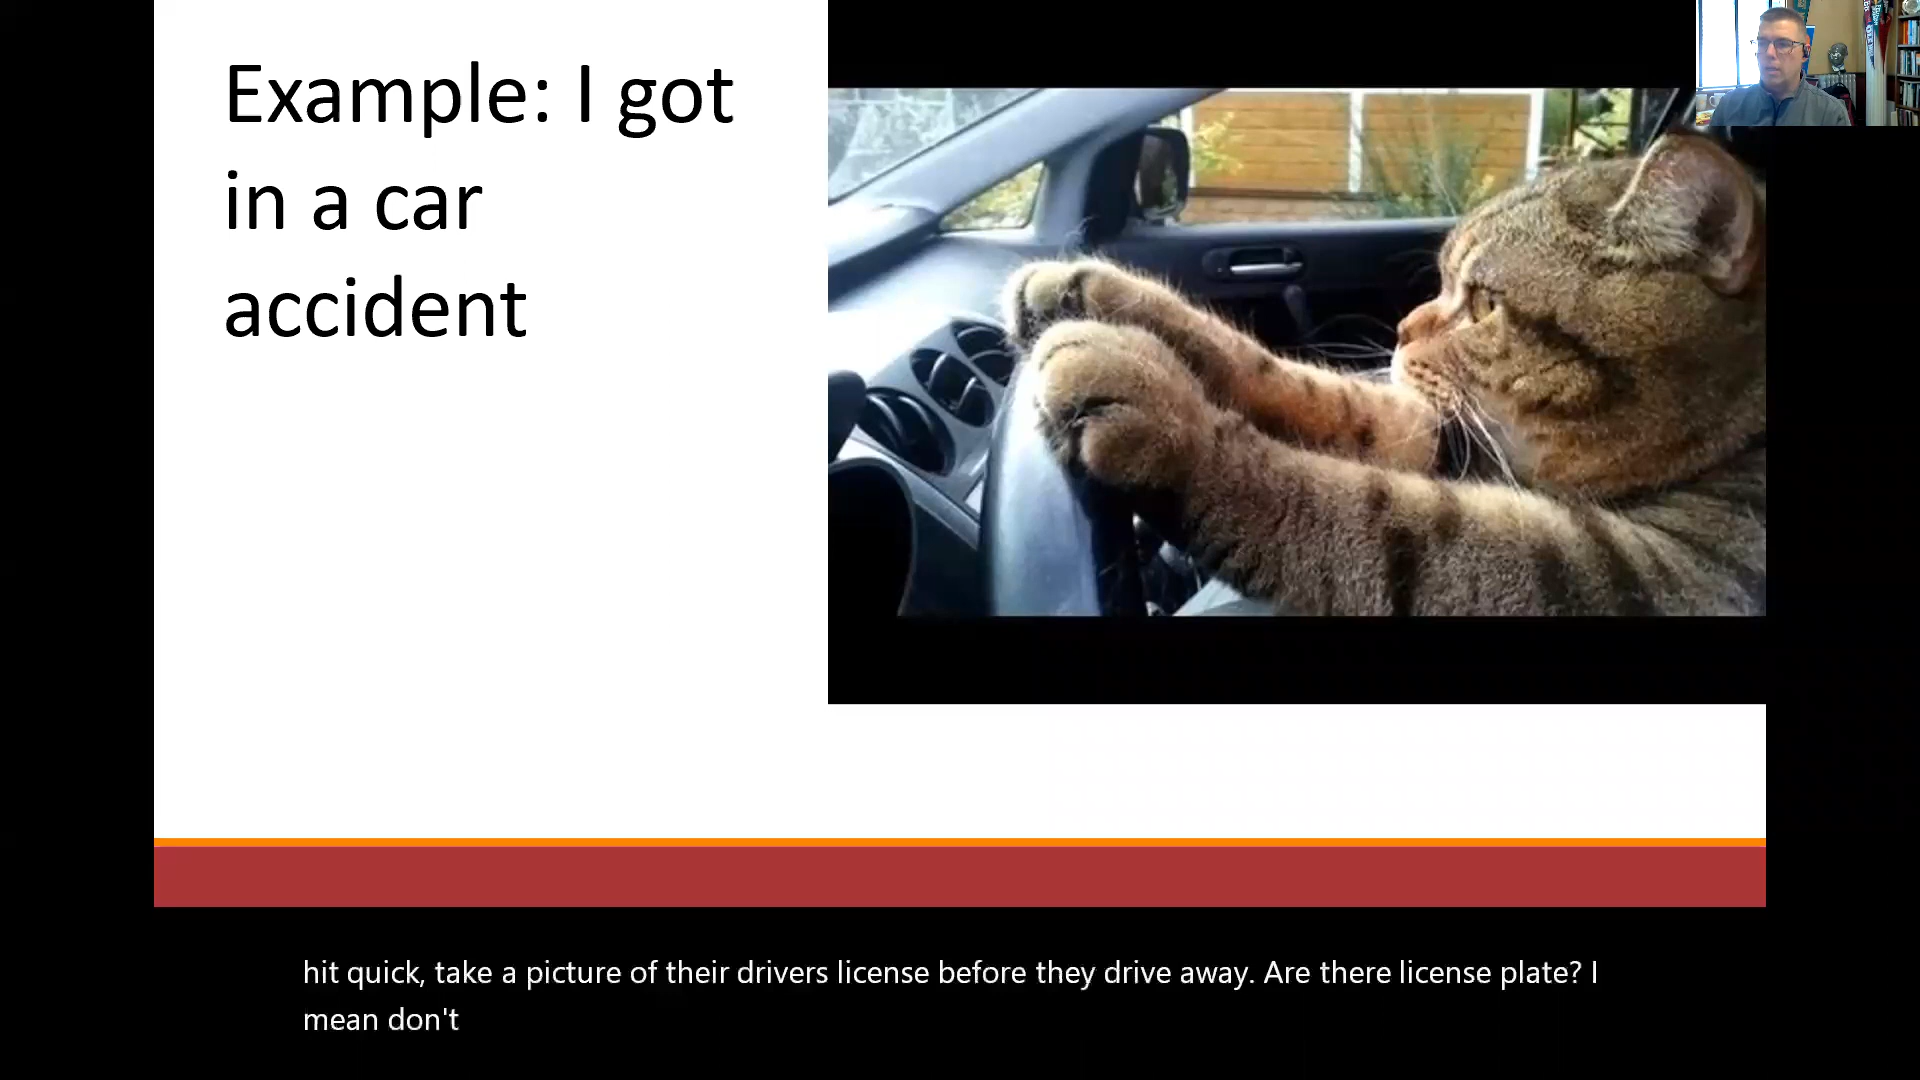 Example: I got
in a car
accident
hit quick, take a picture of their drivers license before they drive away. Are there license plate? I
mean don't